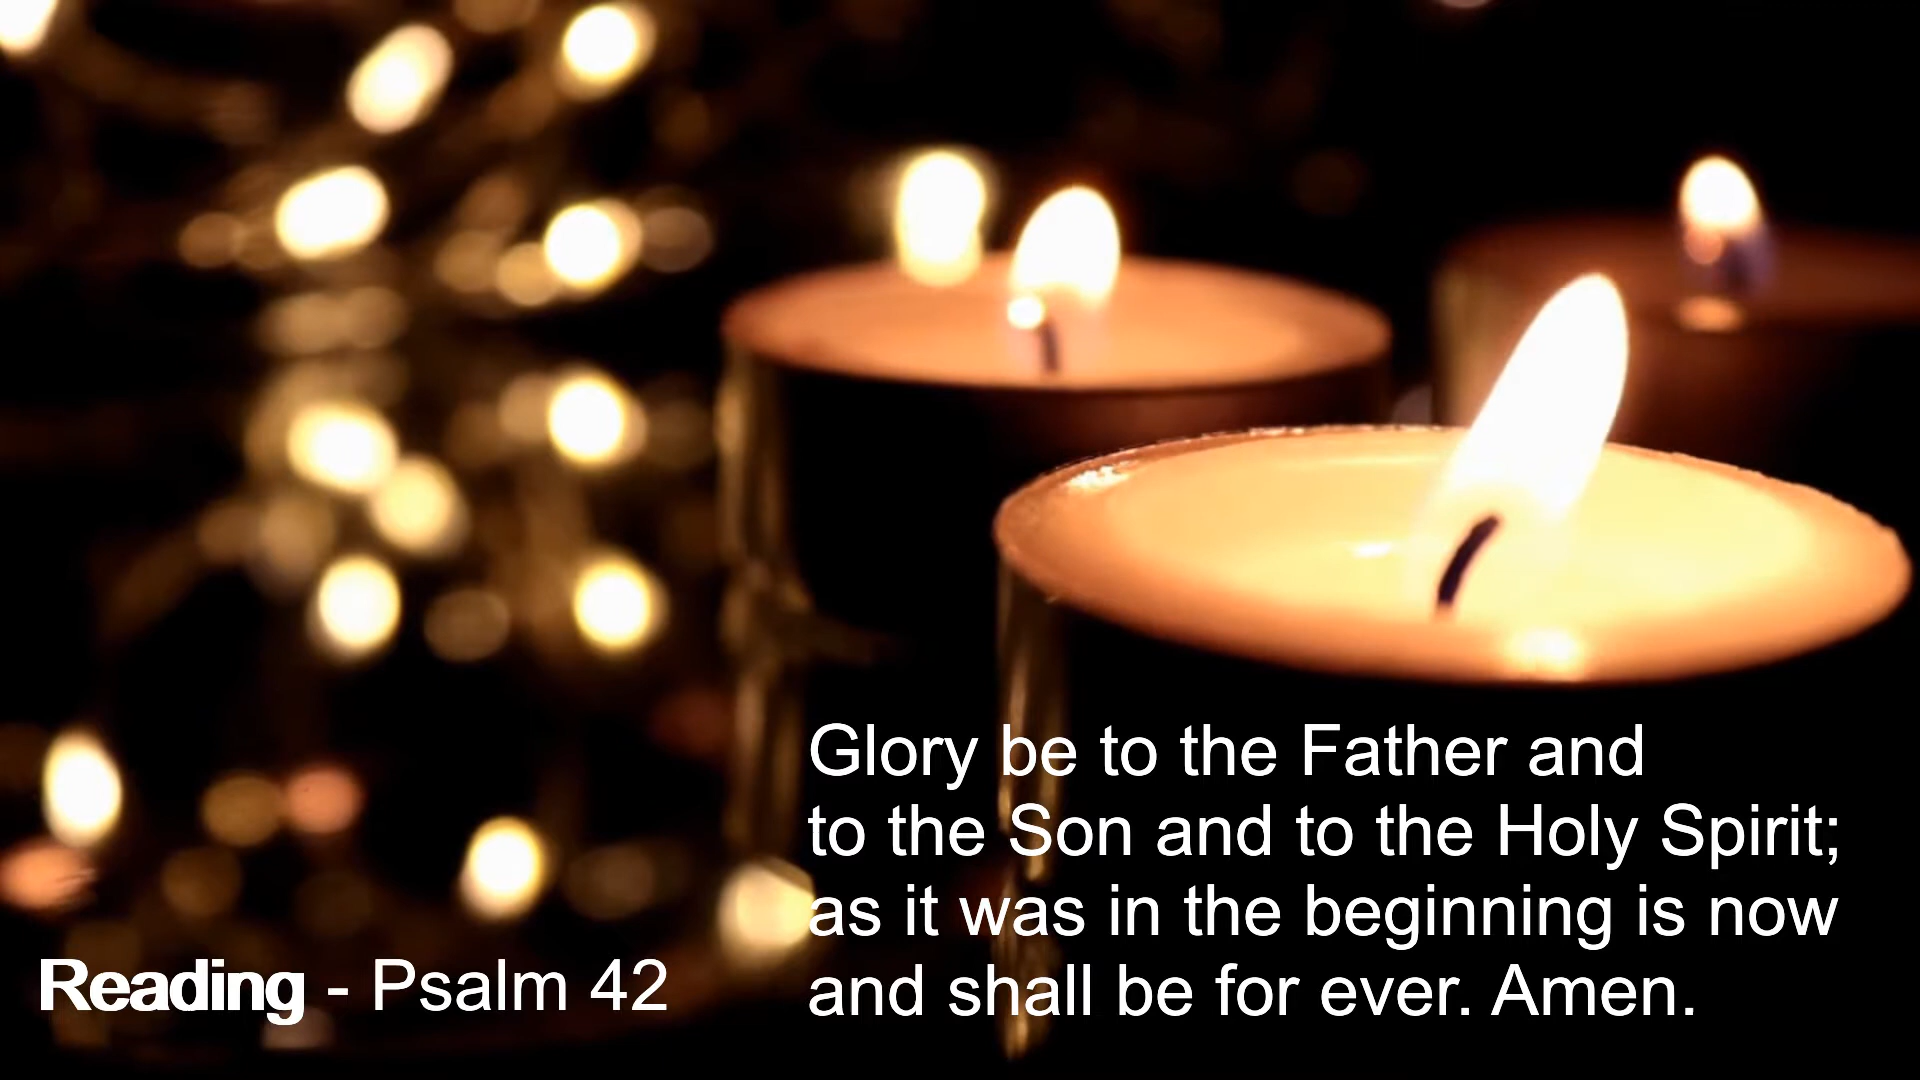 Glory be to the Father and
to the Son and to the Holy Spirit;
as it was in the beginning is now
and shall be for ever. Amen.
Reading - Psalm 42